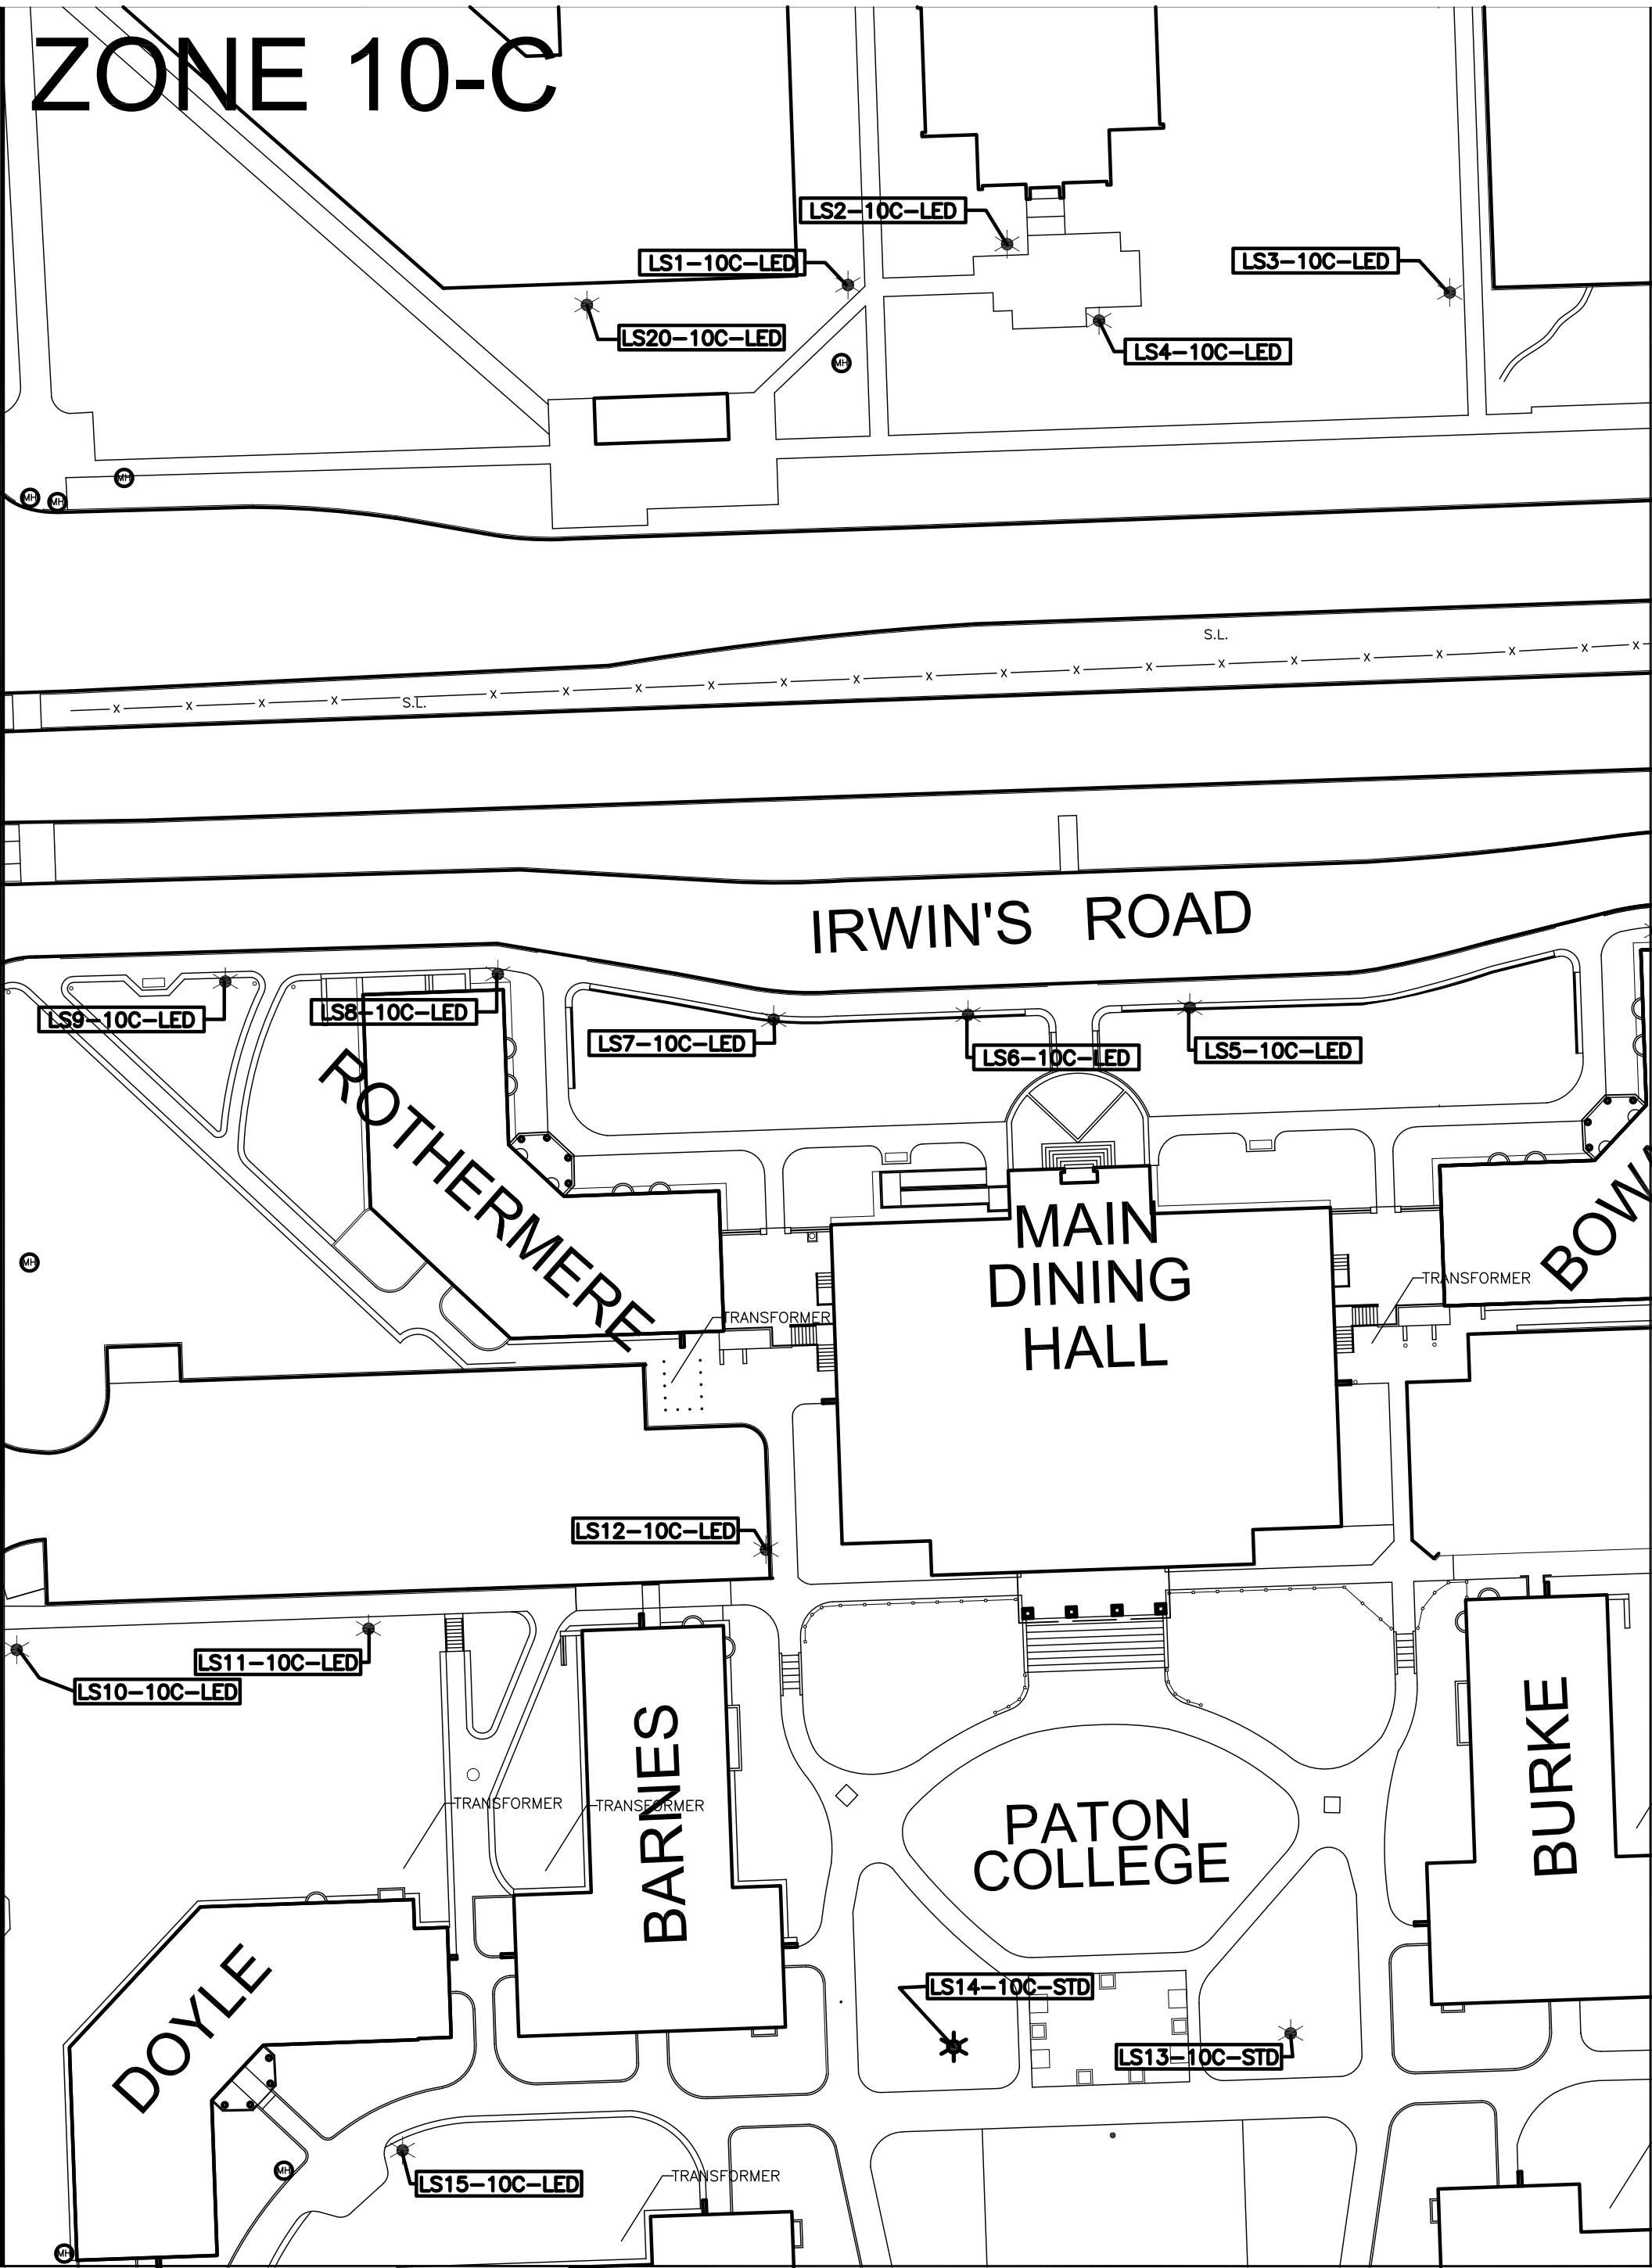 ZONE 10-C
LS2-10C-LED
LS1-10C-LED
LS3-10C-LED
LS20-10C-LED
LS4-10C-LED
MH
MH
MH
MH
S.L.
X X X X X X X X X X X X X X X X X X X X X
S.L.
IRWIN'S ROAD
LS9-10C-LED
LS8-10C-LED
LS7-10C-LED
LS6-10C-LED
LS5-10C-LED
ROTHERMERE
MAIN
DINING
HALL
BOW
MH
TRANSFORMER
TRANSFORMER
LS12-10C-LED
LS11-10C-LED
LS10-10C-LED
BARNES
BURKE
TRANSFORMER
TRANSFORMER
PATON
COLLEGE
DOYLE
LS14-10C-STD
LS13-10C-STD
MH
LS15-10C-LED
TRANSFORMER
MH